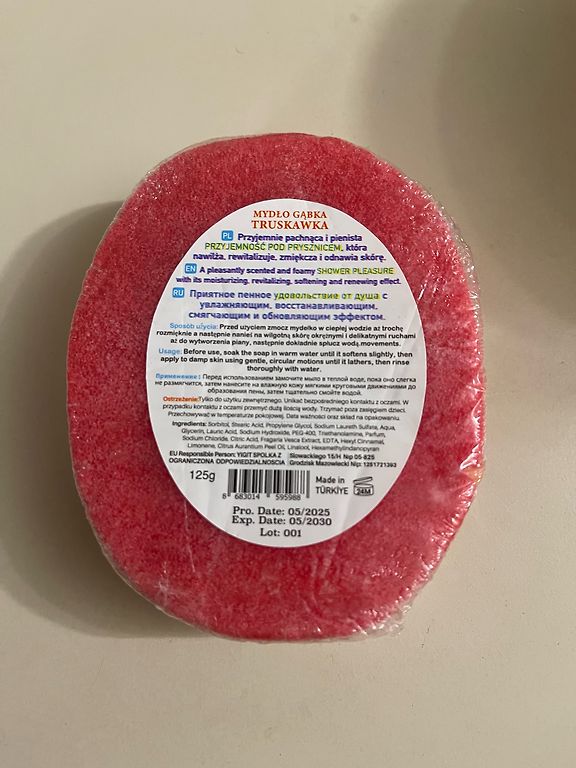 MYDŁO GĄBKA
TRUSKAWKA
PL Przyjemnie pachnąca i pienista
PRZYJEMNOŚĆ POD PRYSZNICEM, która
nawilża, rewitalizuje, zmiękcza i odnawia skórę.
EN A pleasantly scented and foamy SHOWER PLEASURE
with its moisturizing, revitalizing, softening and renewing effect.
RU Приятное пенное удовольствие от душа с
увлажняющим, восстанавливающим,
смягчающим и обновляющим эффектом.
Sposób użycia: Przed użyciem zmocz mydełko w ciepłej wodzie aż trochę
rozmięknie a następnie nanieś na wilgotną skórę okrężnymi i delikatnymi ruchami
aż do wytworzenia piany, następnie dokładnie spłucz wodą.movements.
Usage: Before use, soak the soap in warm water until it softens slightly, then
apply to damp skin using gentle, circular motions until it lathers, then rinse
thoroughly with water.
Применение: Перед использованием замочите мыло в теплой воде, пока оно слегка
не размягчится, затем нанесите на влажную кожу мягкими круговыми движениями до
образования пены, затем тщательно смойте водой.
Ostrzeżenie:Tylko do użytku zewnętrznego. Unikać bezpośredniego kontaktu z oczami. W
przypadku kontaktu z oczami przemyć dużą ilością wody. Trzymać poza zasięgiem dzieci.
Przechowywać w temperaturze pokojowej. Data ważności oraz skład na opakowaniu.
Ingredients: Sorbitol, Stearic Acid, Propylene Glycol, Sodium Laureth Sulfate, Aqua,
Glycerin, Lauric Acid, Sodium Hydroxide, PEG-400, Triethanolamine, Parfum,
Sodium Chloride, Citric Acid, Fragaria Vesca Extract, EDTA, Hexyl Cinnamal,
Limonene, Citrus Aurantium Peel Oil, Linalool, Hexamethylindanopyran
EU Responsible Person: YIGIT SPOLKA Z Slowackiego 15/H Nip 05-825
OGRANICZONA ODPOWIEDZIALNOSCIA Grodzisk Mazowiecki Nip: 1251721393
125g
8 683014 595988
Made in
TÜRKİYE
24M
Pro. Date: 05/2025
Exp. Date: 05/2030
Lot: 001